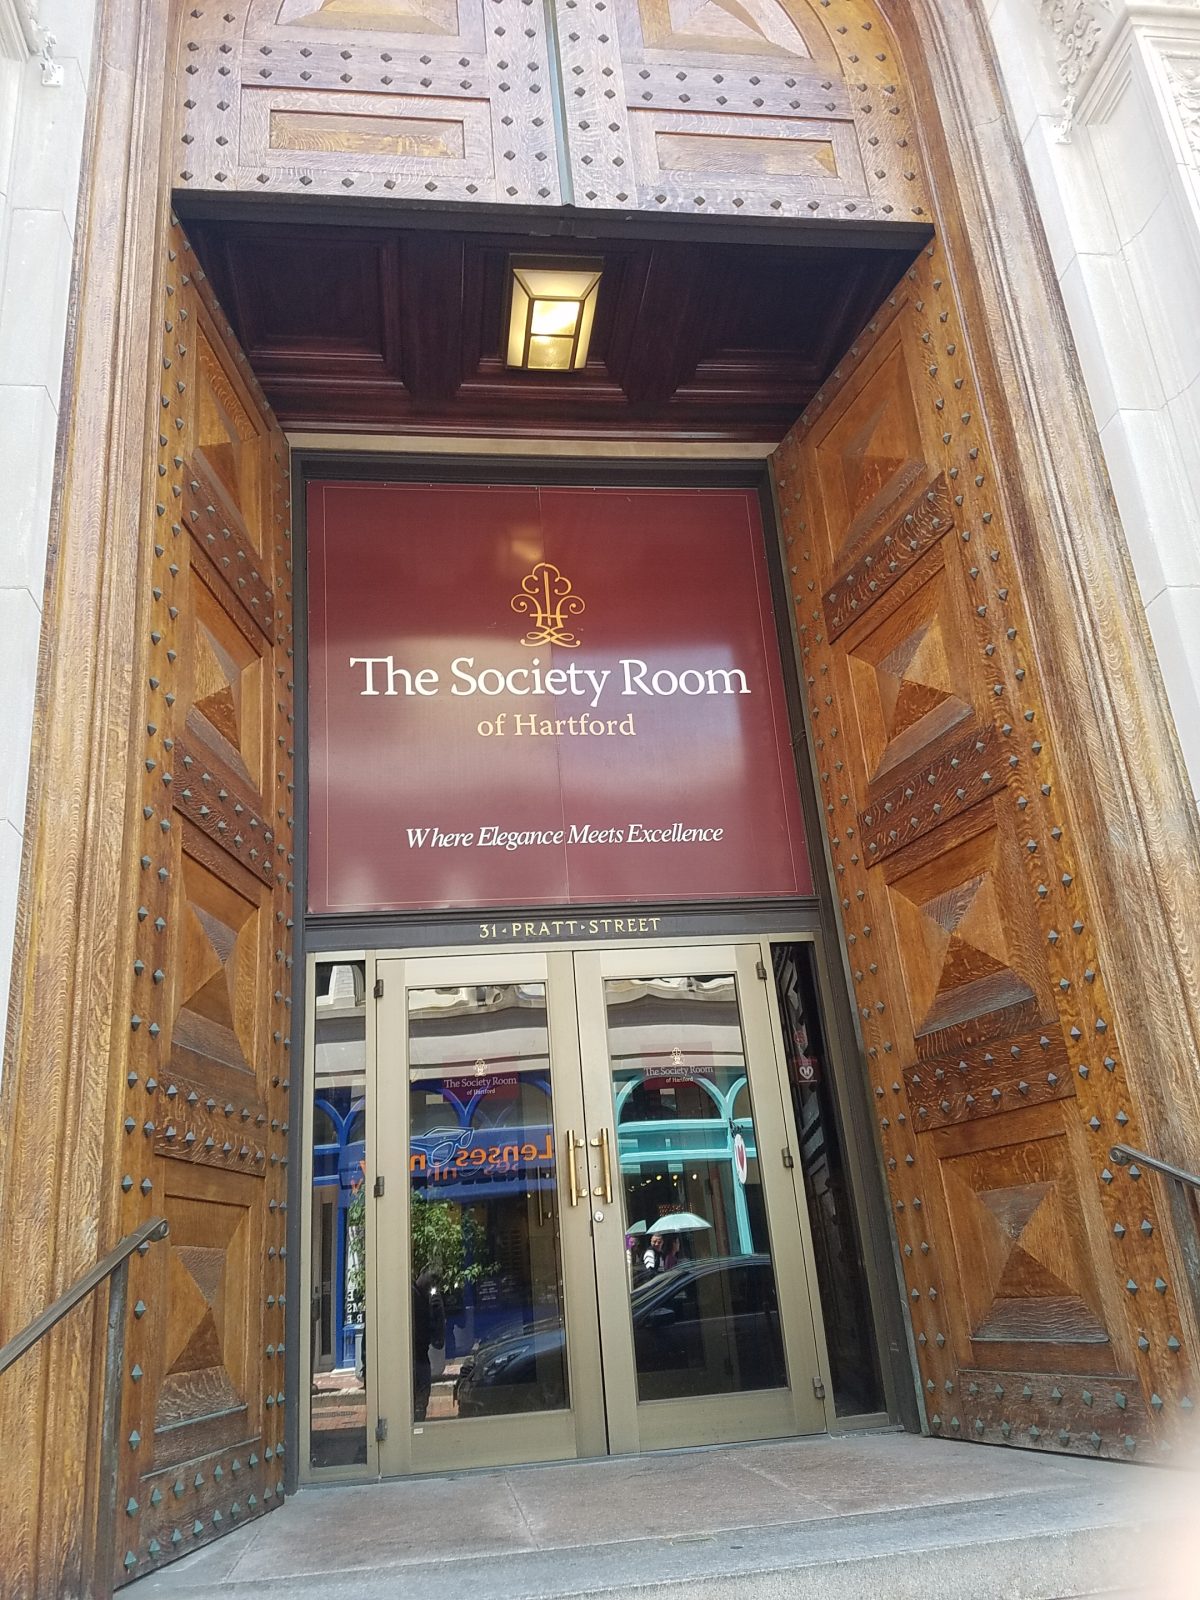 The Society Room
of Hartford
Where Elegance Meets Excellence
31·PRATT·STREET
The Society Room
of Hartford
The Society Room
of Hartford
Lenses